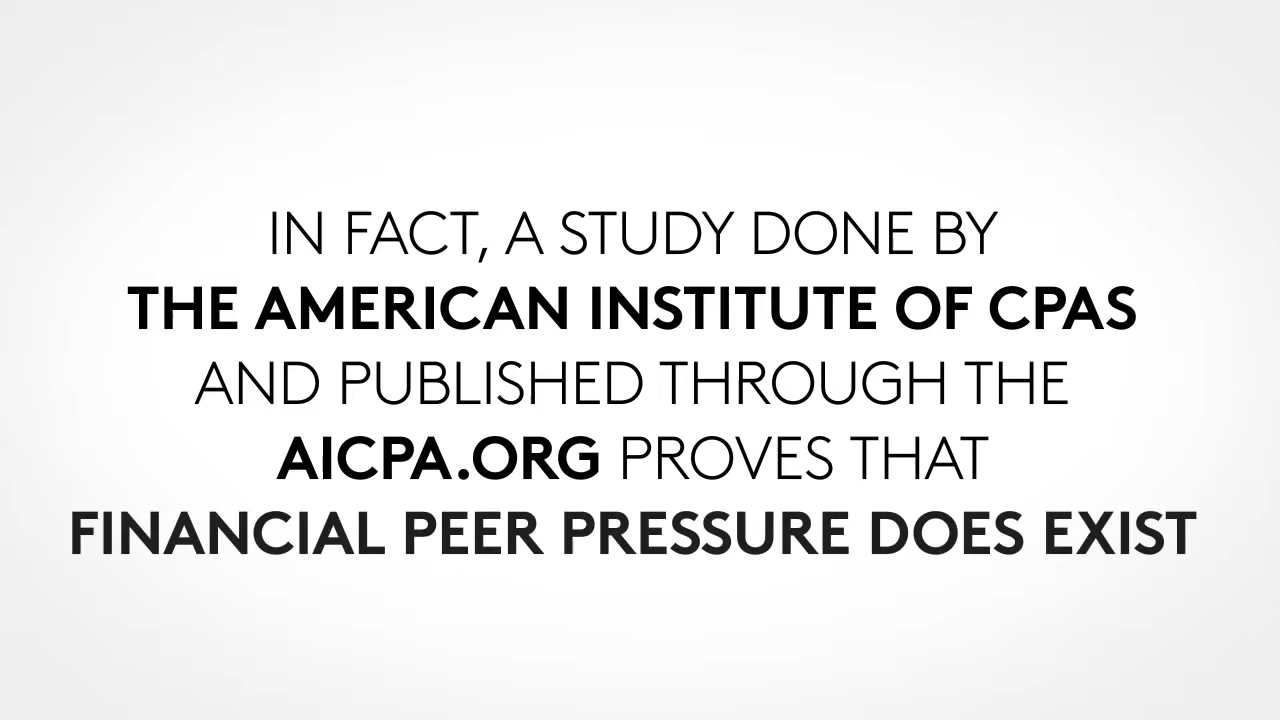 IN FACT, A STUDY DONE BY
THE AMERICAN INSTITUTE OF CPAS
AND PUBLISHED THROUGH THE
AICPA.ORG PROVES THAT
FINANCIAL PEER PRESSURE DOES EXIST